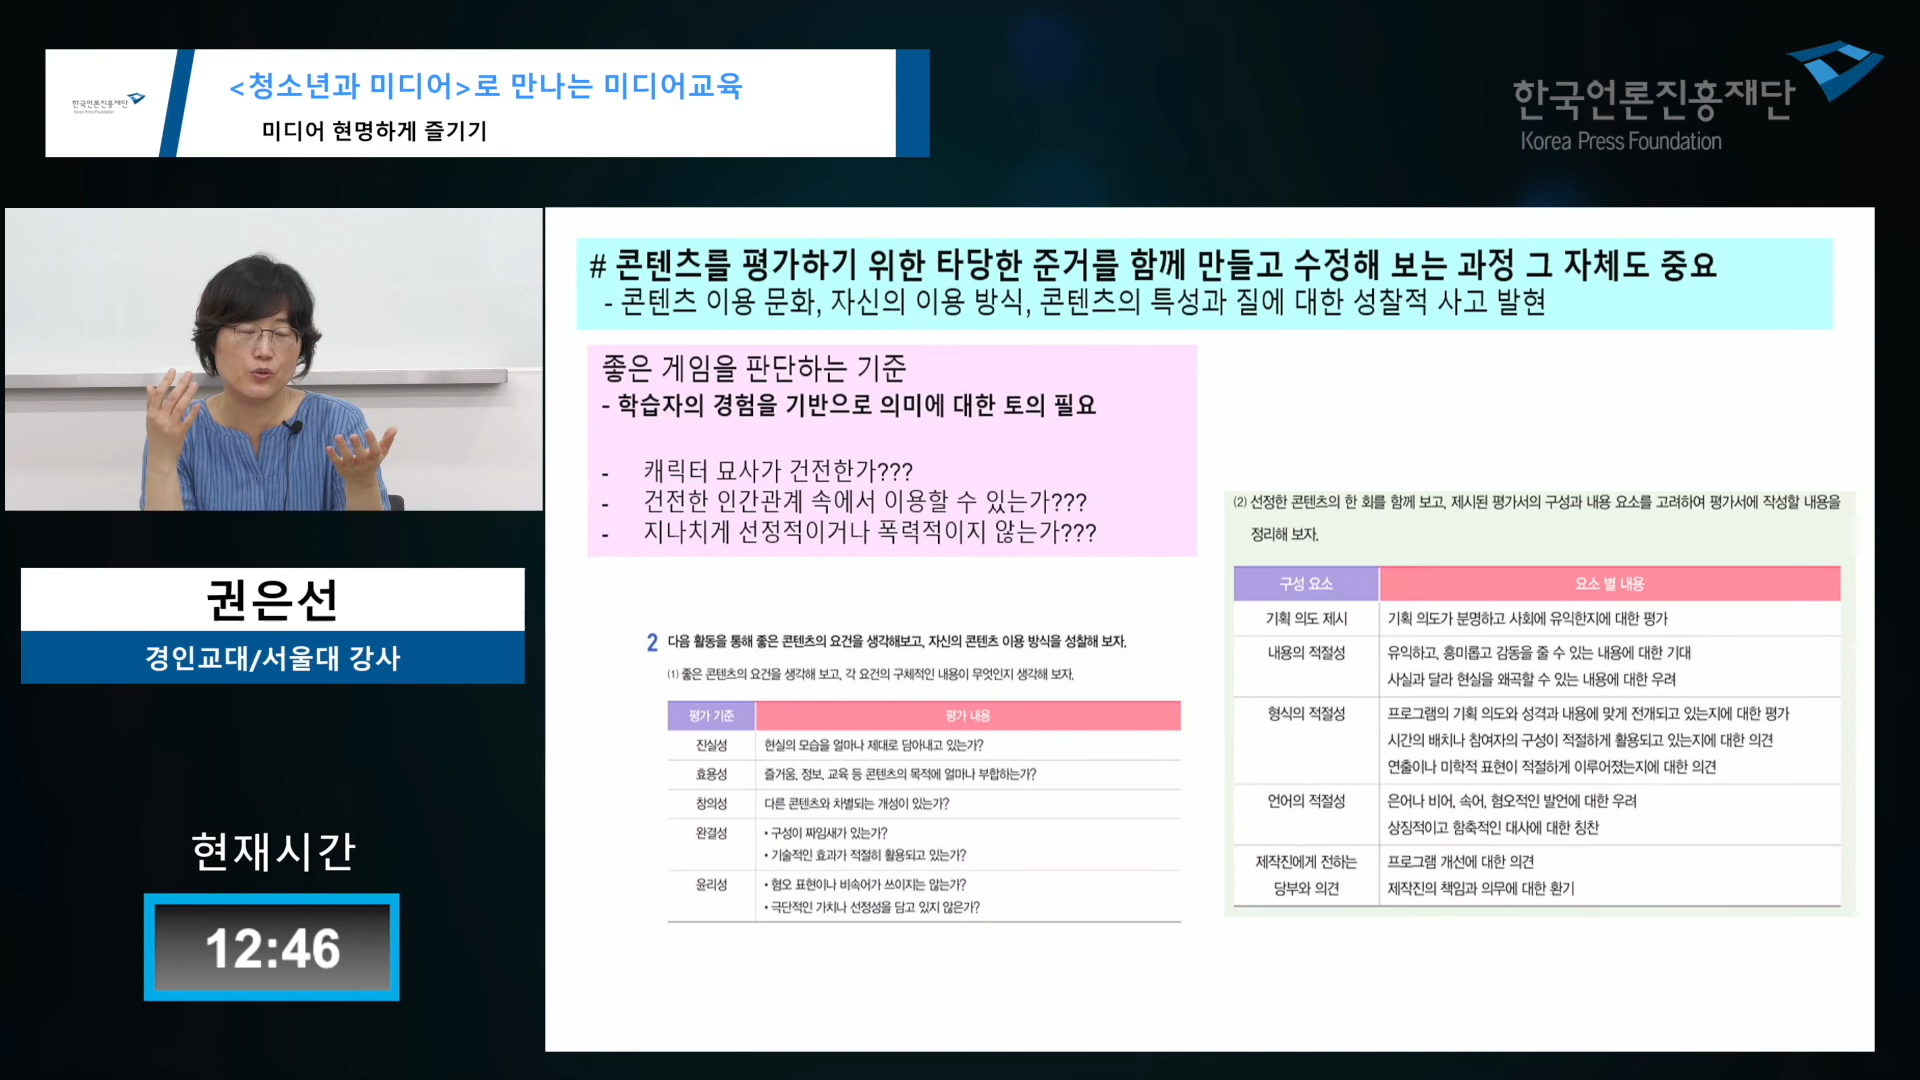 한국언론진흥재단
Korea Press Foundation
<청소년과 미디어>로 만나는 미디어교육
미디어 현명하게 즐기기
한국언론진흥재단
Korea Press Foundation
# 콘텐츠를 평가하기 위한 타당한 준거를 함께 만들고 수정해 보는 과정 그 자체도 중요
- 콘텐츠 이용 문화, 자신의 이용 방식, 콘텐츠의 특성과 질에 대한 성찰적 사고 발현
좋은 게임을 판단하는 기준
- 학습자의 경험을 기반으로 의미에 대한 토의 필요
- 캐릭터 묘사가 건전한가???
- 건전한 인간관계 속에서 이용할 수 있는가???
- 지나치게 선정적이거나 폭력적이지 않는가???
2 다음 활동을 통해 좋은 콘텐츠의 요건을 생각해보고, 자신의 콘텐츠 이용 방식을 성찰해 보자.
(1) 좋은 콘텐츠의 요건을 생각해 보고, 각 요건의 구체적인 내용이 무엇인지 생각해 보자.
평가 기준 평가 내용
진실성 현실의 모습을 얼마나 제대로 담아내고 있는가?
효용성 즐거움, 정보, 교육 등 콘텐츠의 목적에 얼마나 부합하는가?
창의성 다른 콘텐츠와 차별되는 개성이 있는가?
완결성 • 구성이 짜임새가 있는가?
• 기술적인 효과가 적절히 활용되고 있는가?
윤리성 • 혐오 표현이나 비속어가 쓰이지는 않는가?
• 극단적인 가치나 선정성을 담고 있지 않은가?
(2) 선정한 콘텐츠의 한 회를 함께 보고, 제시된 평가서의 구성과 내용 요소를 고려하여 평가서에 작성할 내용을
정리해 보자.
구성 요소 요소 별 내용
기획 의도 제시 기획 의도가 분명하고 사회에 유익한지에 대한 평가
내용의 적절성 유익하고, 흥미롭고 감동을 줄 수 있는 내용에 대한 기대
사실과 달라 현실을 왜곡할 수 있는 내용에 대한 우려
형식의 적절성 프로그램의 기획 의도와 성격과 내용에 맞게 전개되고 있는지에 대한 평가
시간의 배치나 참여자의 구성이 적절하게 활용되고 있는지에 대한 의견
연출이나 미학적 표현이 적절하게 이루어졌는지에 대한 의견
언어의 적절성 은어나 비어, 속어, 혐오적인 발언에 대한 우려
상징적이고 함축적인 대사에 대한 칭찬
제작진에게 전하는 프로그램 개선에 대한 의견
당부와 의견 제작진의 책임과 의무에 대한 환기
권은선
경인교대/서울대 강사
현재시간
12:46